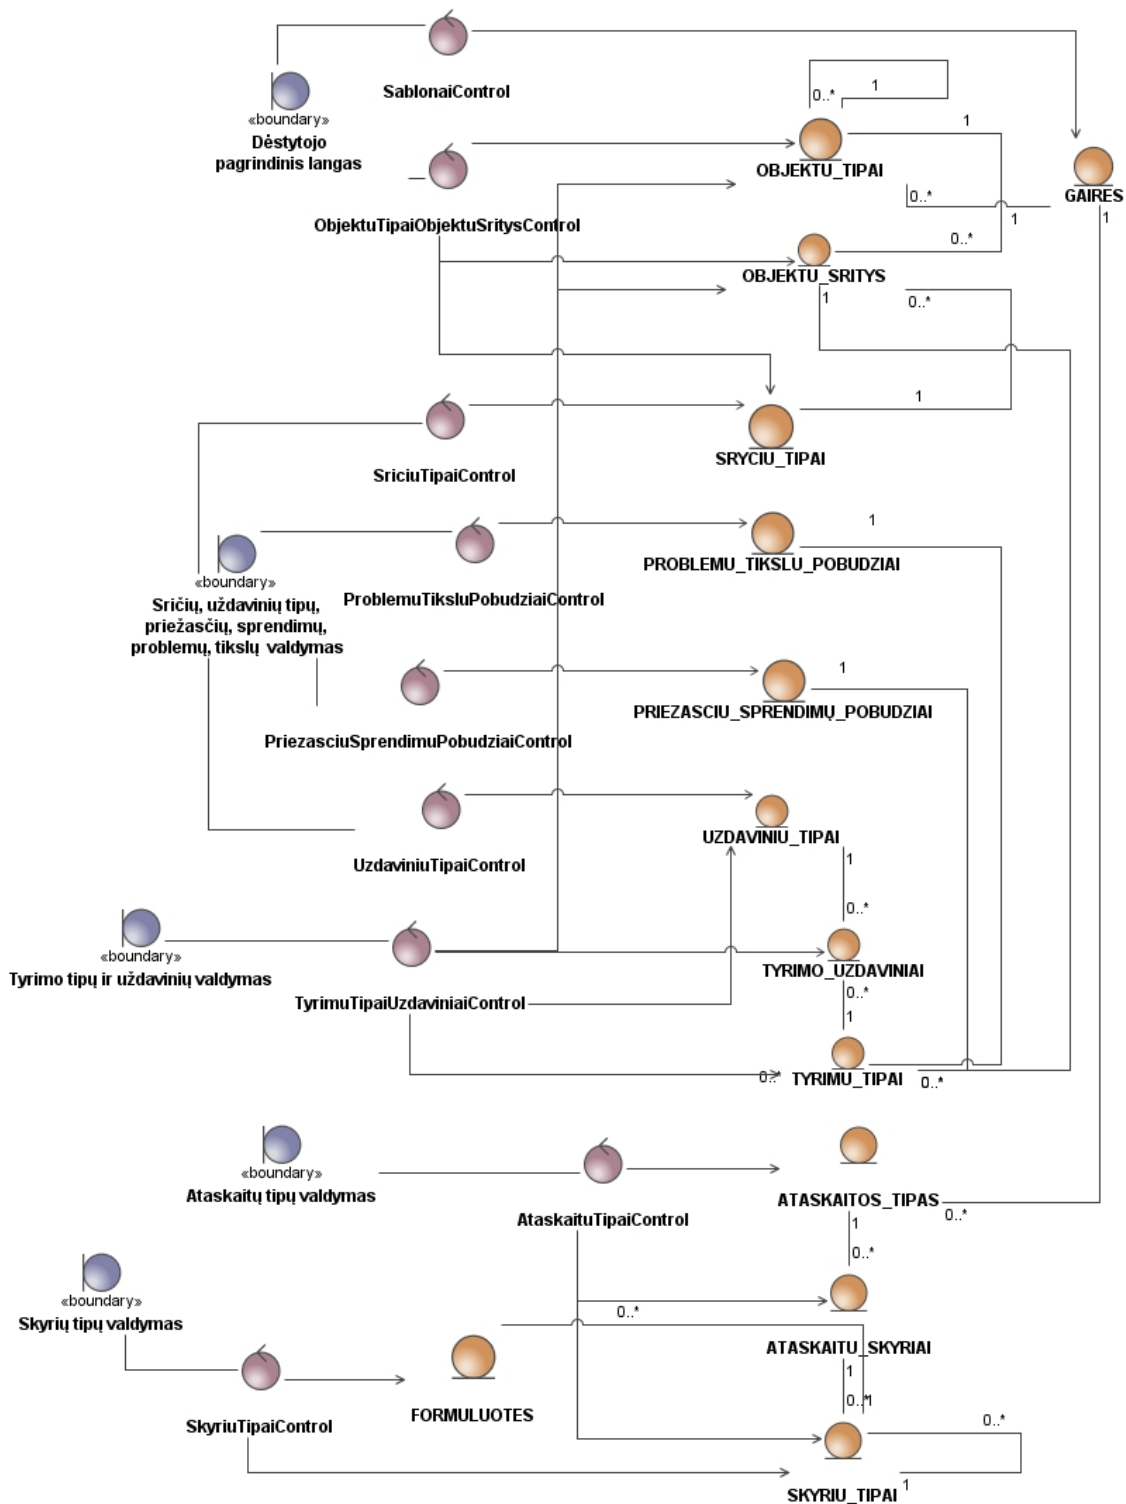 SablonaiControl
«boundary»
Dėstytojo
pagrindinis langas
0..*
1
1
OBJEKTU_TIPAI
GAIRES
0..*
1
1
ObjektuTipaiObjektuSritysControl
0..*
OBJEKTU_SRITYS
1
0..*
1
SRYCIU_TIPAI
SriciuTipaiControl
1
PROBLEMU_TIKSLU_POBUDZIAI
«boundary»
Sričių, uždavinių tipų,
priežasčių, sprendimų,
problemų, tikslų valdymas
ProblemuTiksluPobudziaiControl
1
PRIEZASCIU_SPRENDIMŲ_POBUDZIAI
PriezasciuSprendimuPobudziaiControl
UZDAVINIU_TIPAI
1
UzdaviniuTipaiControl
0..*
«boundary»
Tyrimo tipų ir uždavinių valdymas
TYRIMO_UZDAVINIAI
0..*
TyrimuTipaiUzdaviniaiControl
1
0..*
TYRIMU_TIPAI
0..*
«boundary»
Ataskaitų tipų valdymas
ATASKAITOS_TIPAS
0..*
AtaskaituTipaiControl
1
0..*
«boundary»
Skyrių tipų valdymas
0..*
ATASKAITU_SKYRIAI
1
0..*
1
FORMULUOTES
SkyriuTipaiControl
0..*
SKYRIU_TIPAI
1